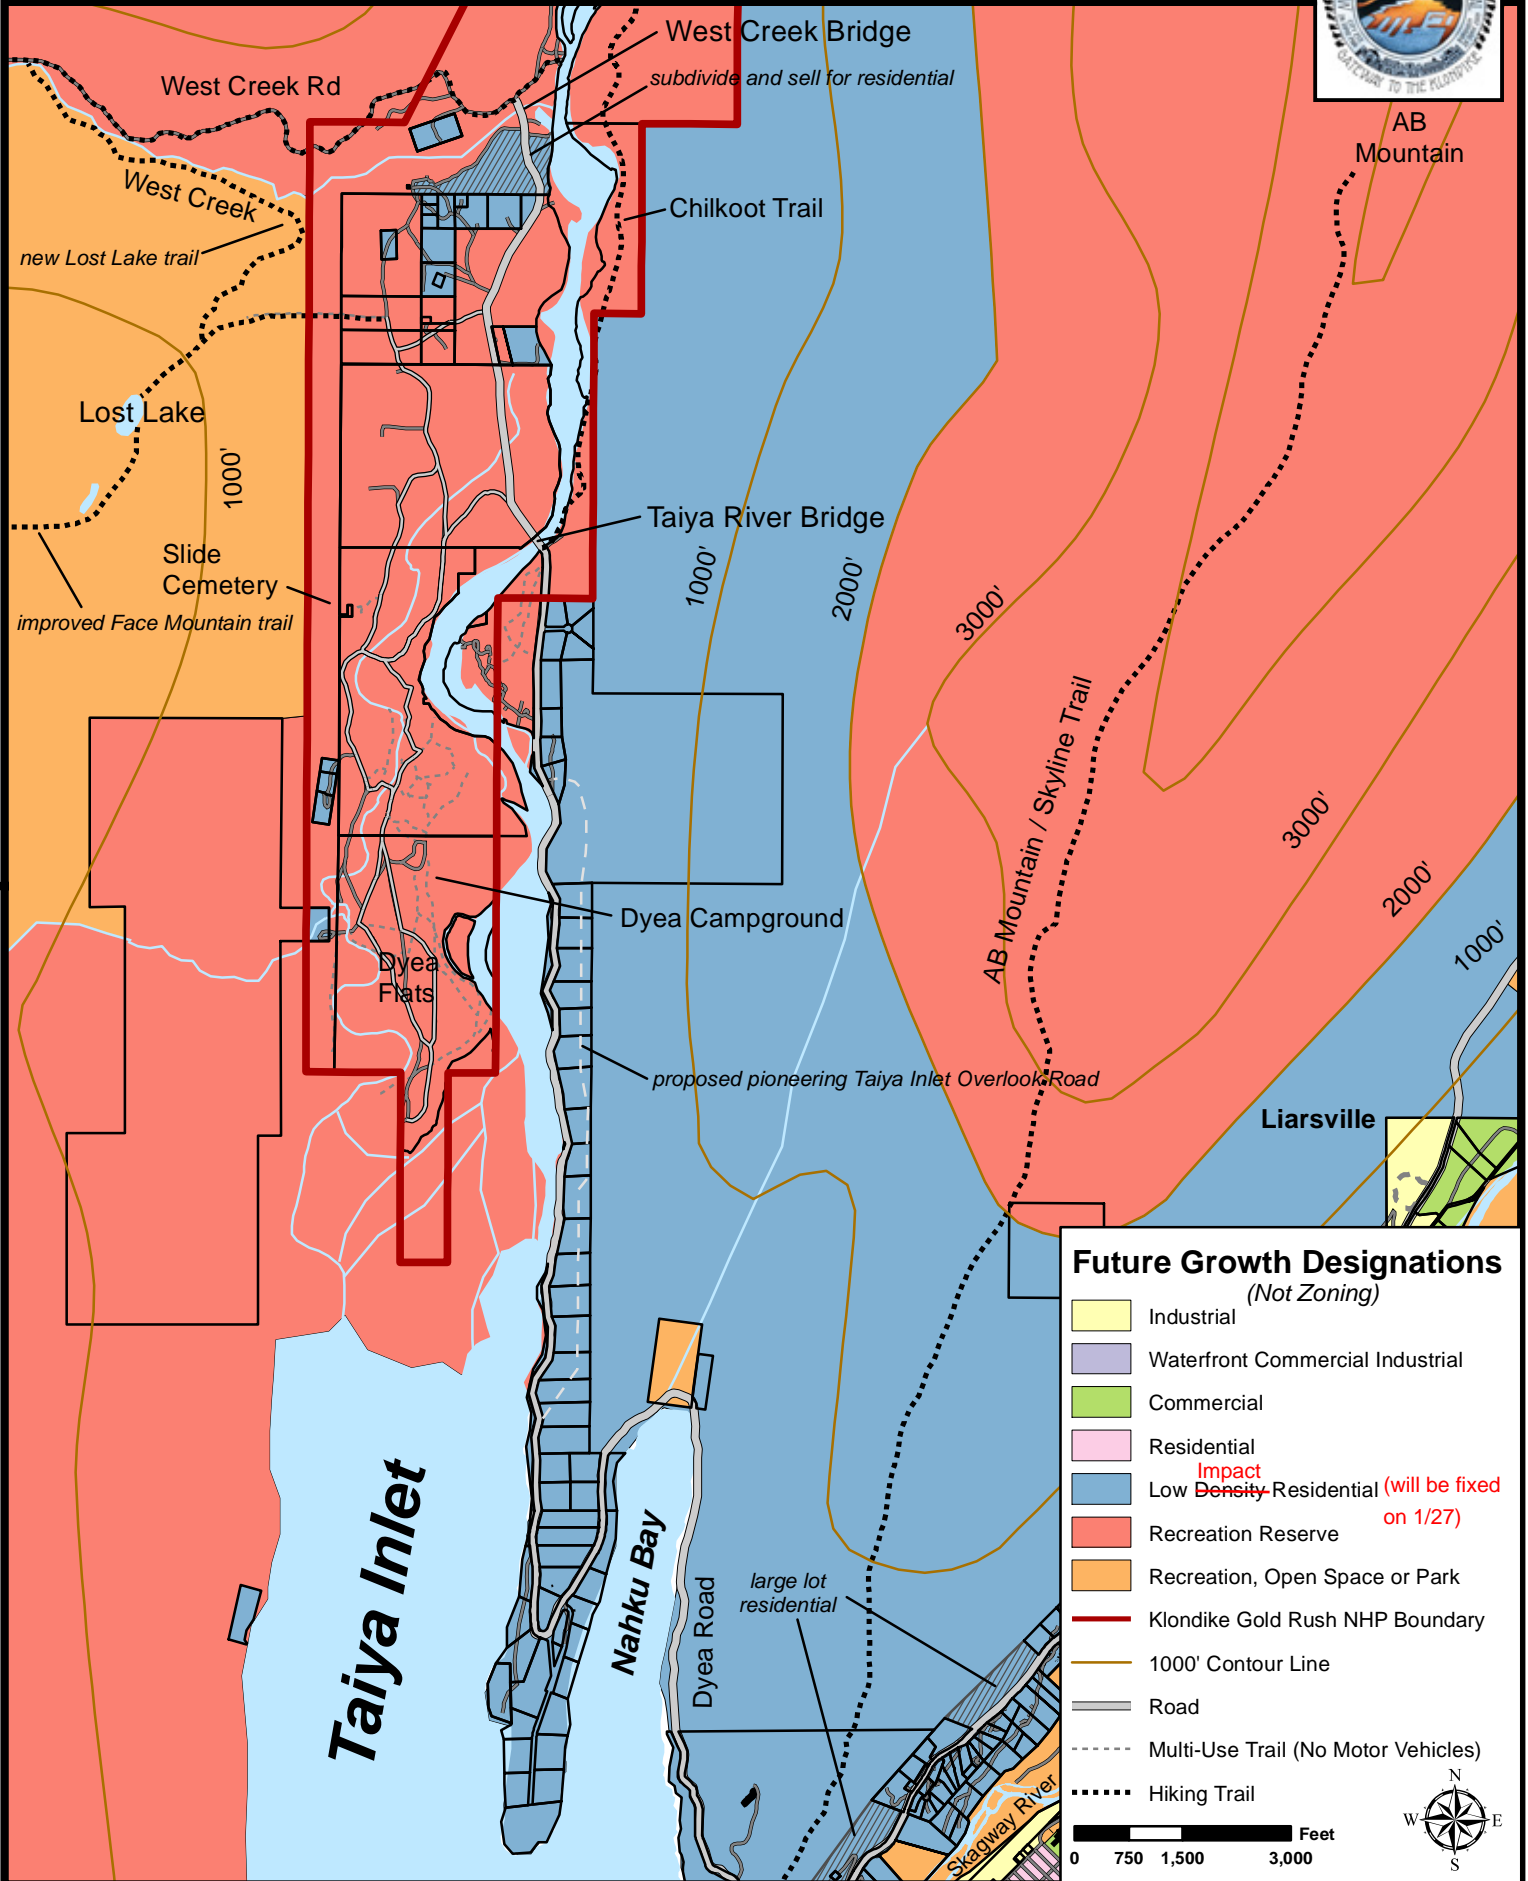 GATEWAY TO THE KLONDIKE
West Creek Bridge
subdivide and sell for residential
West Creek Rd
AB
Mountain
West Creek
Chilkoot Trail
new Lost Lake trail
Lost Lake
1000'
Taiya River Bridge
Slide
Cemetery
1000'
2000'
3000'
improved Face Mountain trail
AB Mountain / Skyline Trail
3000'
2000'
1000'
Dyea Campground
Dyea
Flats
proposed pioneering Taiya Inlet Overlook Road
Liarsville
Taiya Inlet
Nahku Bay
Dyea Road
large lot
residential
Skagway River
Future Growth Designations
(Not Zoning)
Industrial
Waterfront Commercial Industrial
Commercial
Residential
Impact
Low Density Residential (will be fixed
on 1/27)
Recreation Reserve
Recreation, Open Space or Park
Klondike Gold Rush NHP Boundary
1000' Contour Line
Road
Multi-Use Trail (No Motor Vehicles)
Hiking Trail
N
W E
S
Feet
0 750 1,500 3,000